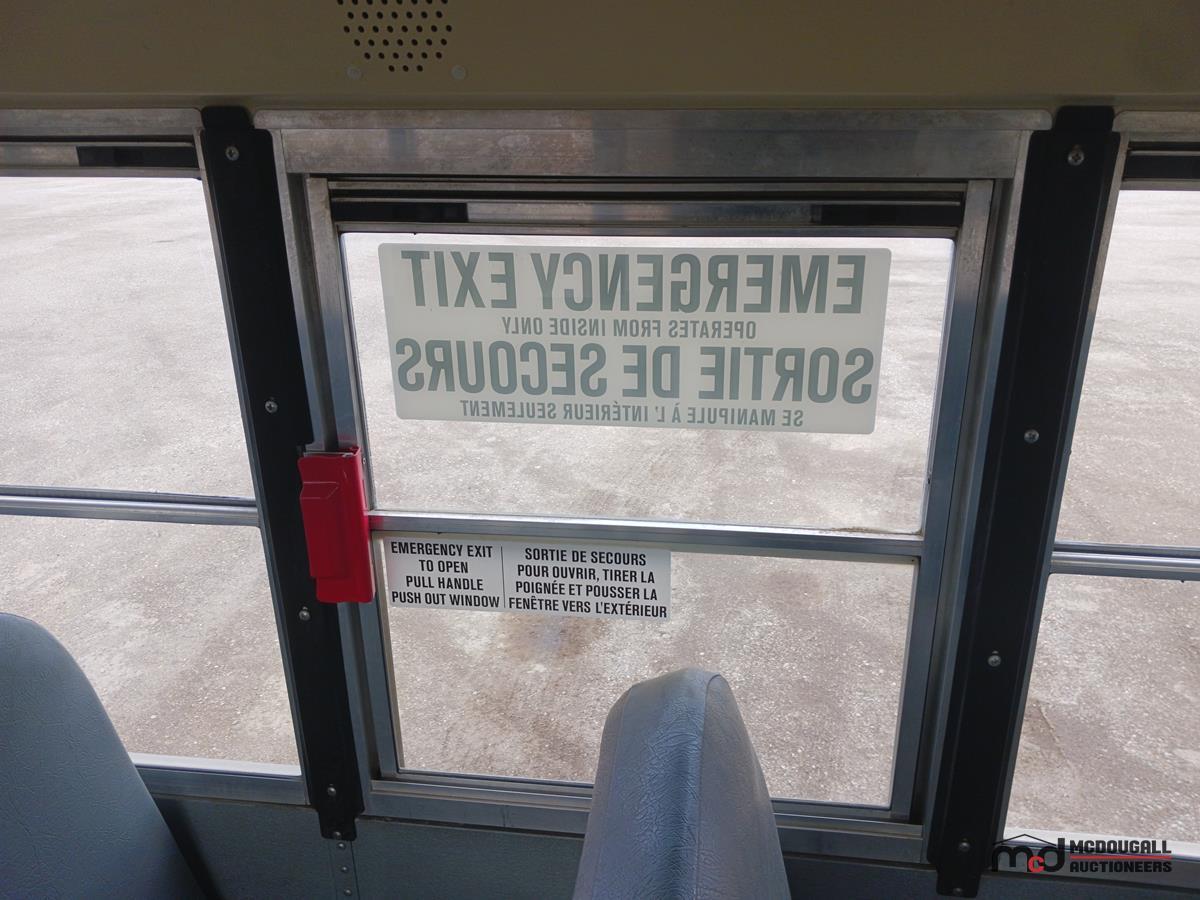 EMERGENCY EXIT
OPERATES FROM INSIDE ONLY
SORTIE DE SECOURS
SE MANIPULE À L' INTÉRIEUR SEULEMENT
EMERGENCY EXIT
TO OPEN
PULL HANDLE
PUSH OUT WINDOW
SORTIE DE SECOURS
POUR OUVRIR, TIRER LA
POIGNÉE ET POUSSER LA
FENÊTRE VERS L'EXTÉRIEUR
mcd
MCDOUGALL
AUCTIONEERS